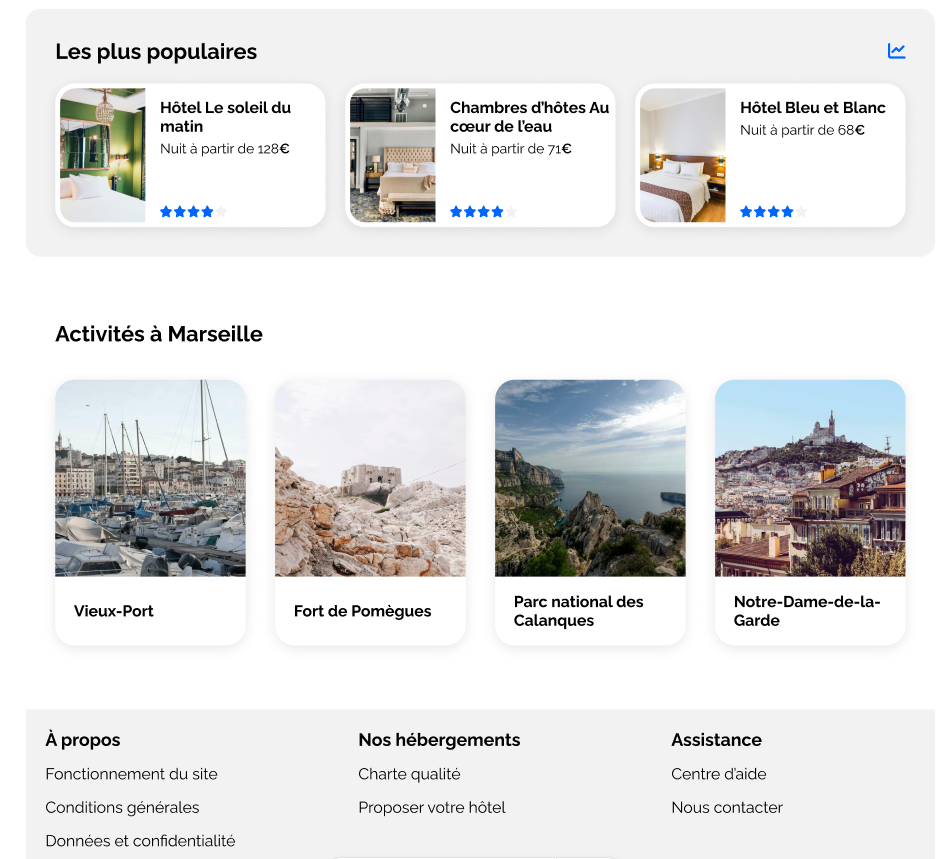 Les plus populaires
Hôtel Le soleil du
matin
Nuit à partir de 128€
Chambres d'hôtes Au
cœur de l'eau
Nuit à partir de 71€
Hôtel Bleu et Blanc
Nuit à partir de 68€
Activités à Marseille
Vieux-Port
Fort de Pomègues
Parc national des
Calanques
Notre-Dame-de-la-
Garde
À propos
Fonctionnement du site
Conditions générales
Données et confidentialité
Nos hébergements
Charte qualité
Proposer votre hôtel
Assistance
Centre d'aide
Nous contacter